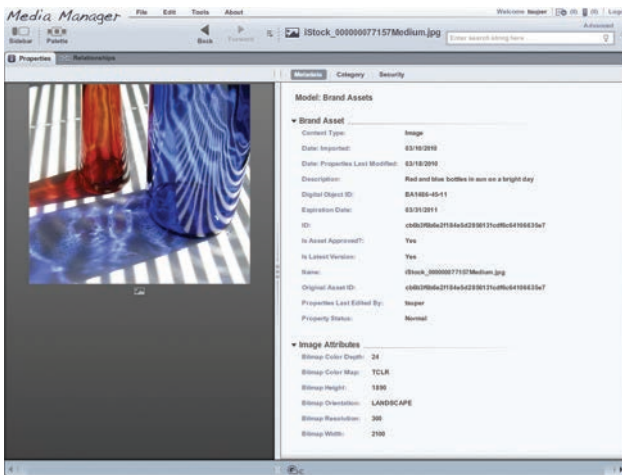 Media Manager File Edit Tools About Welcome tsuper (0) (0)
Sidebar Palette Back Forward iStock_000000077157Medium.jpg Enter search string here Advanced
Properties Relationships
Metadata Category Security
Model: Brand Assets
Brand Asset
Content Type: Image
Date: Imported: 03/10/2010
Date: Properties Last Modified: 03/18/2010
Description: Red and blue bottles in sun on a bright day
Digital Object ID:
Expiration Date: 03/31/2011
ID:
Is Asset Approved?: Yes
Is Latest Version: Yes
Name: iStock_000000077157Medium.jpg
Original Asset ID:
Properties Last Edited By: tsuper
Property Status: Normal
Image Attributes
Bitmap Color Depth: 24
Bitmap Color Map: TCLR
Bitmap Height:
Bitmap Orientation: LANDSCAPE
Bitmap Resolution: 300
Bitmap Width: 2100